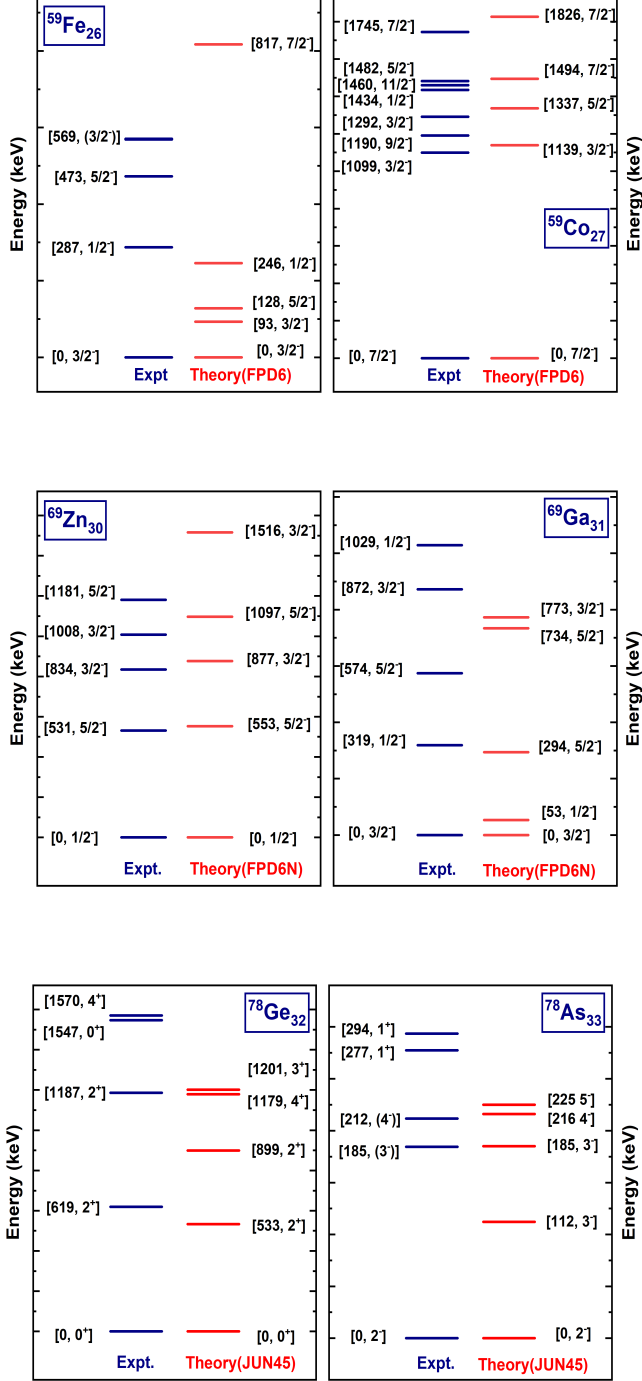 Energy (keV)
⁵⁹Fe₂₆
[817, 7/2⁻]
[569, (3/2⁻)]
[473, 5/2⁻]
[287, 1/2⁻]
[246, 1/2⁻]
[128, 5/2⁻]
[93, 3/2⁻]
[0, 3/2⁻]
[0, 3/2⁻]
Expt
Theory(FPD6)
[1745, 7/2⁻]
[1826, 7/2⁻]
[1482, 5/2⁻]
[1460, 11/2⁻]
[1434, 1/2⁻]
[1292, 3/2⁻]
[1190, 9/2⁻]
[1099, 3/2⁻]
[1494, 7/2⁻]
[1337, 5/2⁻]
[1139, 3/2⁻]
⁵⁹Co₂₇
[0, 7/2⁻]
[0, 7/2⁻]
Expt
Theory(FPD6)
Energy (keV)
Energy (keV)
⁶⁹Zn₃₀
[1516, 3/2⁻]
[1181, 5/2⁻]
[1008, 3/2⁻]
[834, 3/2⁻]
[531, 5/2⁻]
[1097, 5/2⁻]
[877, 3/2⁻]
[553, 5/2⁻]
[0, 1/2⁻]
[0, 1/2⁻]
Expt.
Theory(FPD6N)
⁶⁹Ga₃₁
[1029, 1/2⁻]
[872, 3/2⁻]
[574, 5/2⁻]
[319, 1/2⁻]
[773, 3/2⁻]
[734, 5/2⁻]
[294, 5/2⁻]
[53, 1/2⁻]
[0, 3/2⁻]
[0, 3/2⁻]
Expt.
Theory(FPD6N)
Energy (keV)
Energy (keV)
[1570, 4⁺]
[1547, 0⁺]
⁷⁸Ge₃₂
[1187, 2⁺]
[619, 2⁺]
[1201, 3⁺]
[1179, 4⁺]
[899, 2⁺]
[533, 2⁺]
[0, 0⁺]
[0, 0⁺]
Expt.
Theory(JUN45)
⁷⁸As₃₃
[294, 1⁺]
[277, 1⁺]
[212, (4⁻)]
[185, (3⁻)]
[225 5⁻]
[216 4⁻]
[185, 3⁻]
[112, 3⁻]
[0, 2⁻]
[0, 2⁻]
Expt.
Theory(JUN45)
Energy (keV)